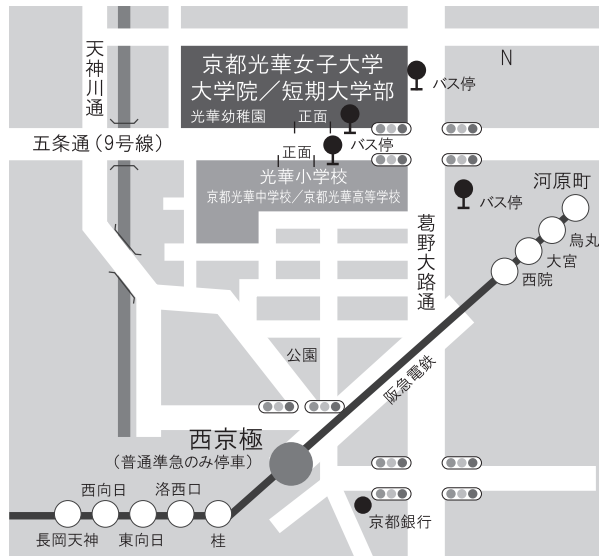 天神川通
京都光華女子大学
大学院／短期大学部
光華幼稚園
正面
N
バス停
五条通（9号線）
正面
バス停
光華小学校
京都光華中学校／京都光華高等学校
バス停
葛野大路通
河原町
烏丸
大宮
西院
公園
阪急電鉄
西京極
（普通準急のみ停車）
西向日
洛西口
長岡天神
東向日
桂
京都銀行